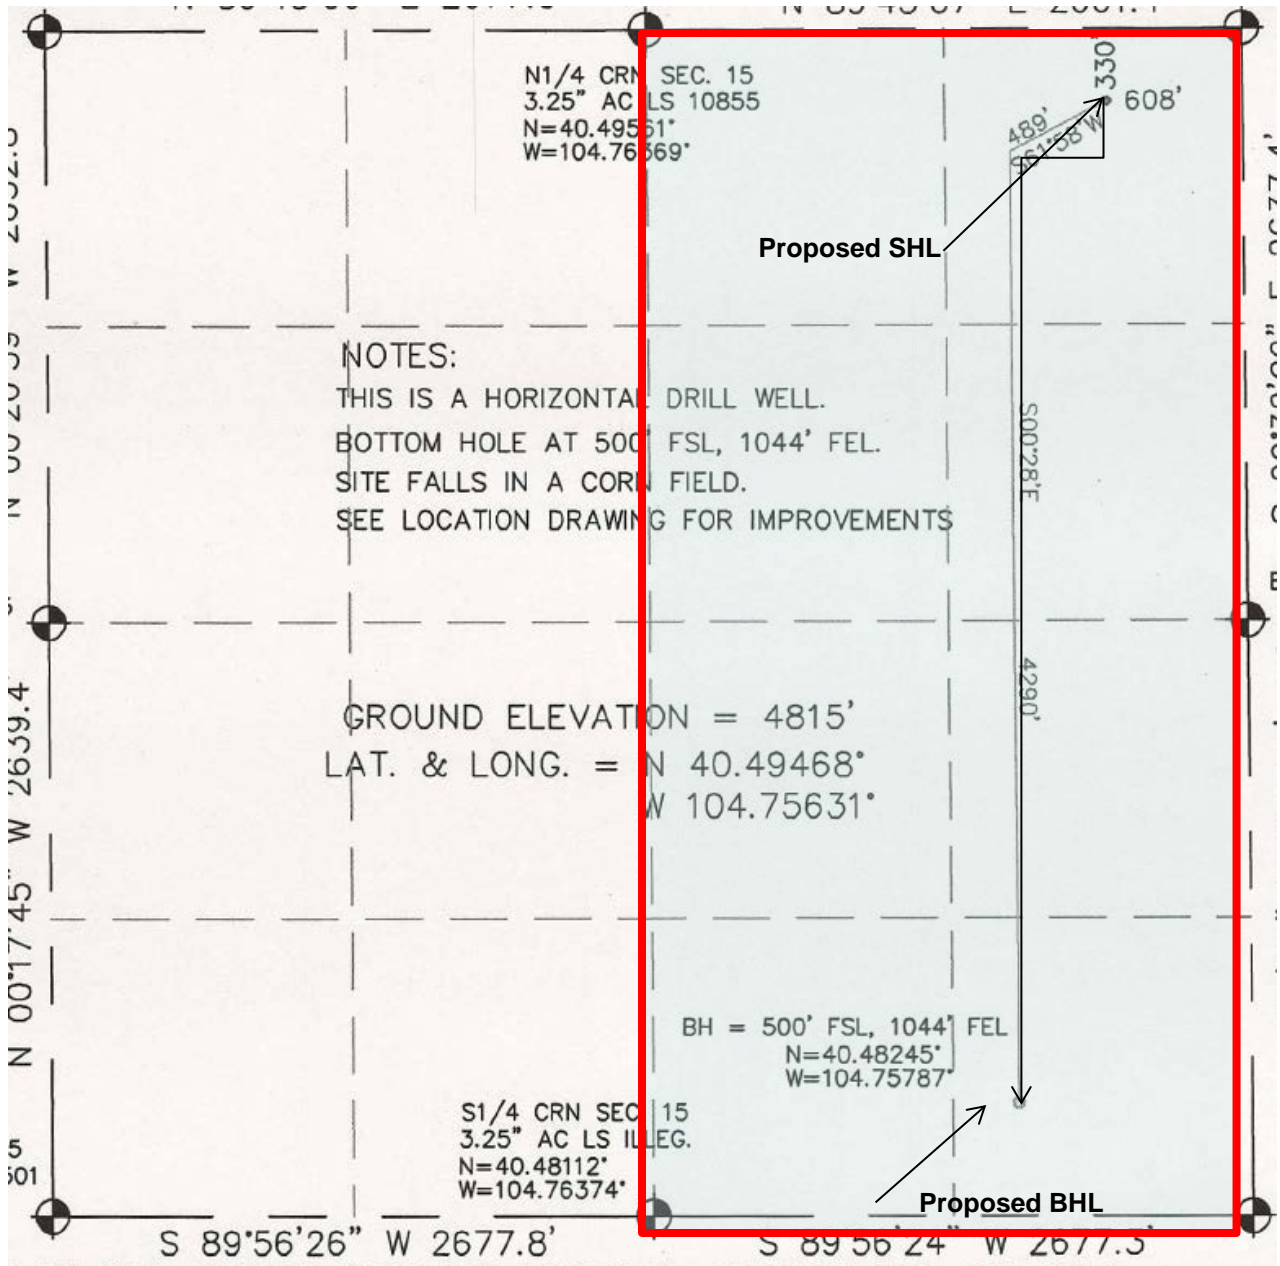 N1/4 CRN SEC. 15
3.25" AC LS 10855
N=40.49561°
W=104.76369°
330'
608'
489'
S61°58'W
Proposed SHL
NOTES:
THIS IS A HORIZONTAL DRILL WELL.
BOTTOM HOLE AT 500' FSL, 1044' FEL.
SITE FALLS IN A CORN FIELD.
SEE LOCATION DRAWING FOR IMPROVEMENTS
S00°28'E
4290'
GROUND ELEVATION = 4815'
LAT. & LONG. = N 40.49468°
W 104.75631°
N 00°17'45" W 2639.4'
BH = 500' FSL, 1044' FEL
N=40.48245°
W=104.75787°
S1/4 CRN SEC 15
3.25" AC LS ILLEG.
N=40.48112°
W=104.76374°
Proposed BHL
S 89°56'26" W 2677.8'
S 89°56'24" W 2677.3'